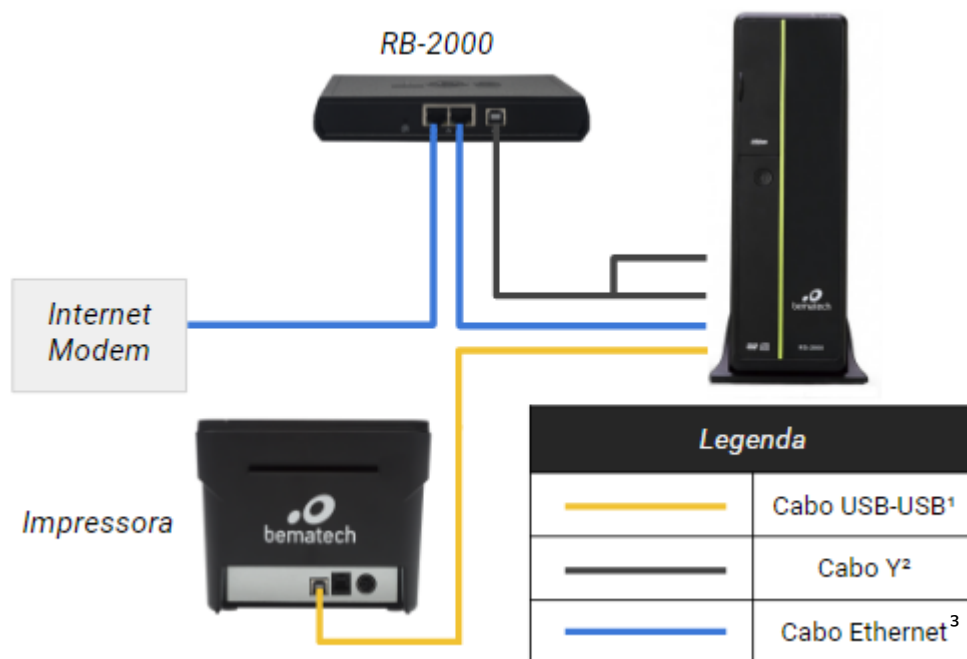 RB-2000
Internet
Modem
bematech
RB-2000
Impressora
bematech
Legenda
Cabo USB-USB¹
Cabo Y²
Cabo Ethernet³